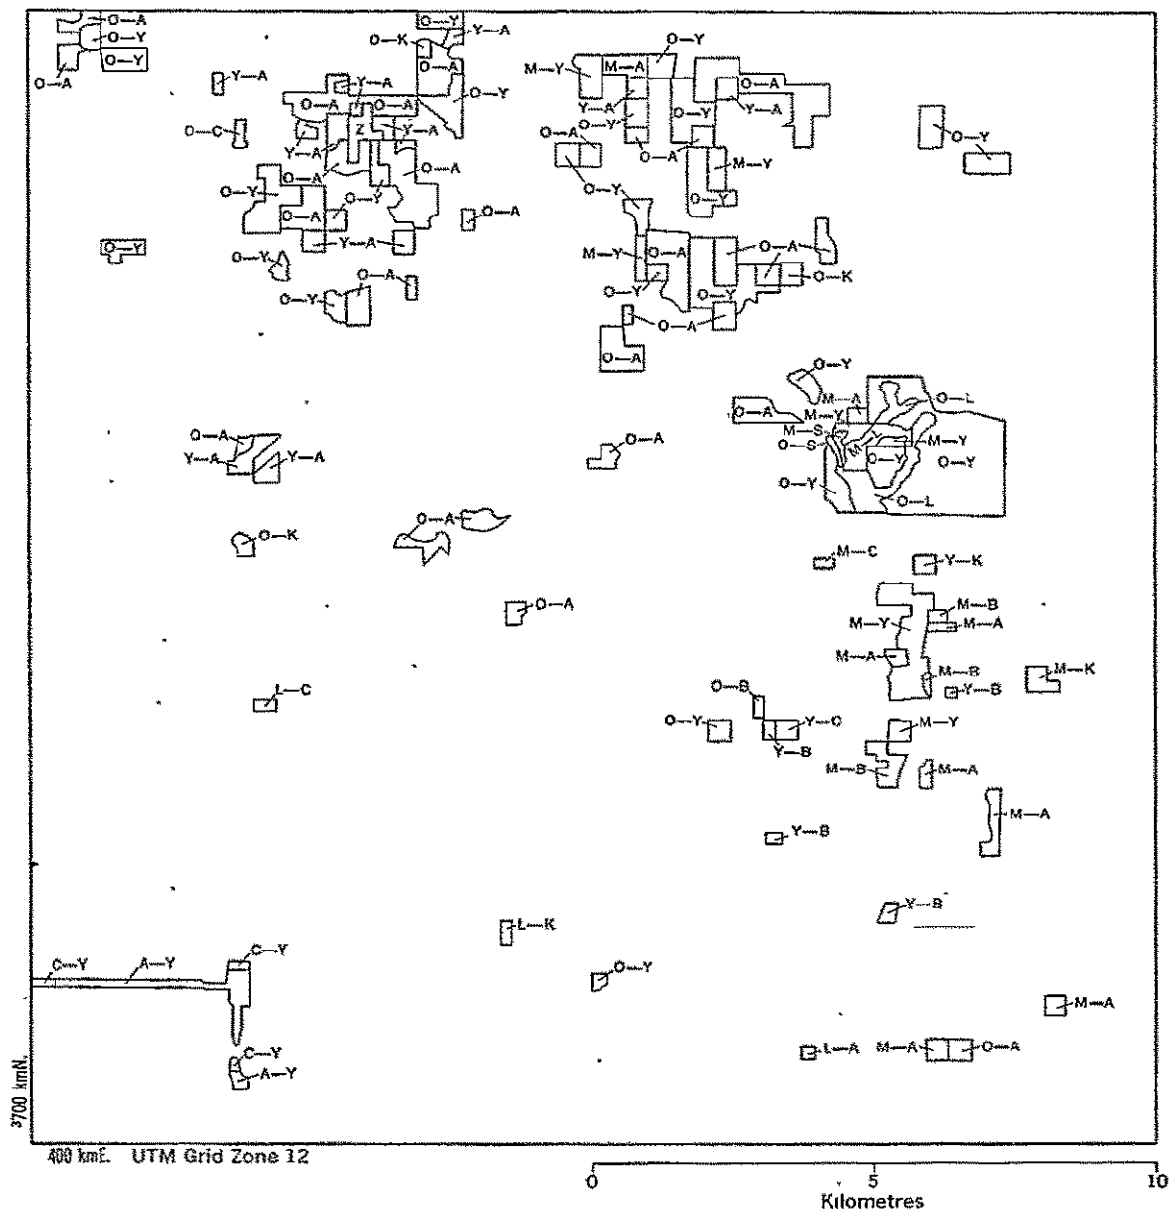 O—A
O—Y
O—Y
O—A
O—Y
Y—A
O—K
O—A
O—Y
Y—A
Y—A
O—A
O—A
O—C
Z
Y—A
Y—A
O—A
O—A
O—Y
O—Y
O—A
O—A
Y—A
O—Y
O—Y
O—A
O—Y
O—Y
M—Y
M—A
O—A
Y—A
O—Y
Y—A
O—Y
O—A
O—A
M—Y
O—Y
O—Y
O—Y
M—Y
O—A
O—A
O—K
O—Y
O—Y
O—A
O—A
O—Y
M—A
O—L
O—A
M—Y
M—S
O—S
M—Y
M—Y
O—Y
O—Y
O—Y
O—L
O—A
Y—A
Y—A
O—A
O—A
O—K
M—C
Y—K
O—A
M—B
M—Y
M—A
M—A
M—B
M—K
Y—B
L—C
O—B
O—Y
Y—O
Y—B
M—Y
M—B
M—A
M—A
Y—B
Y—B
L—K
C—Y
C—Y
A—Y
O—Y
M—A
L—A
M—A
O—A
C—Y
A—Y
3700 kmN.
400 kmE. UTM Grid Zone 12
0 5 10
Kilometres